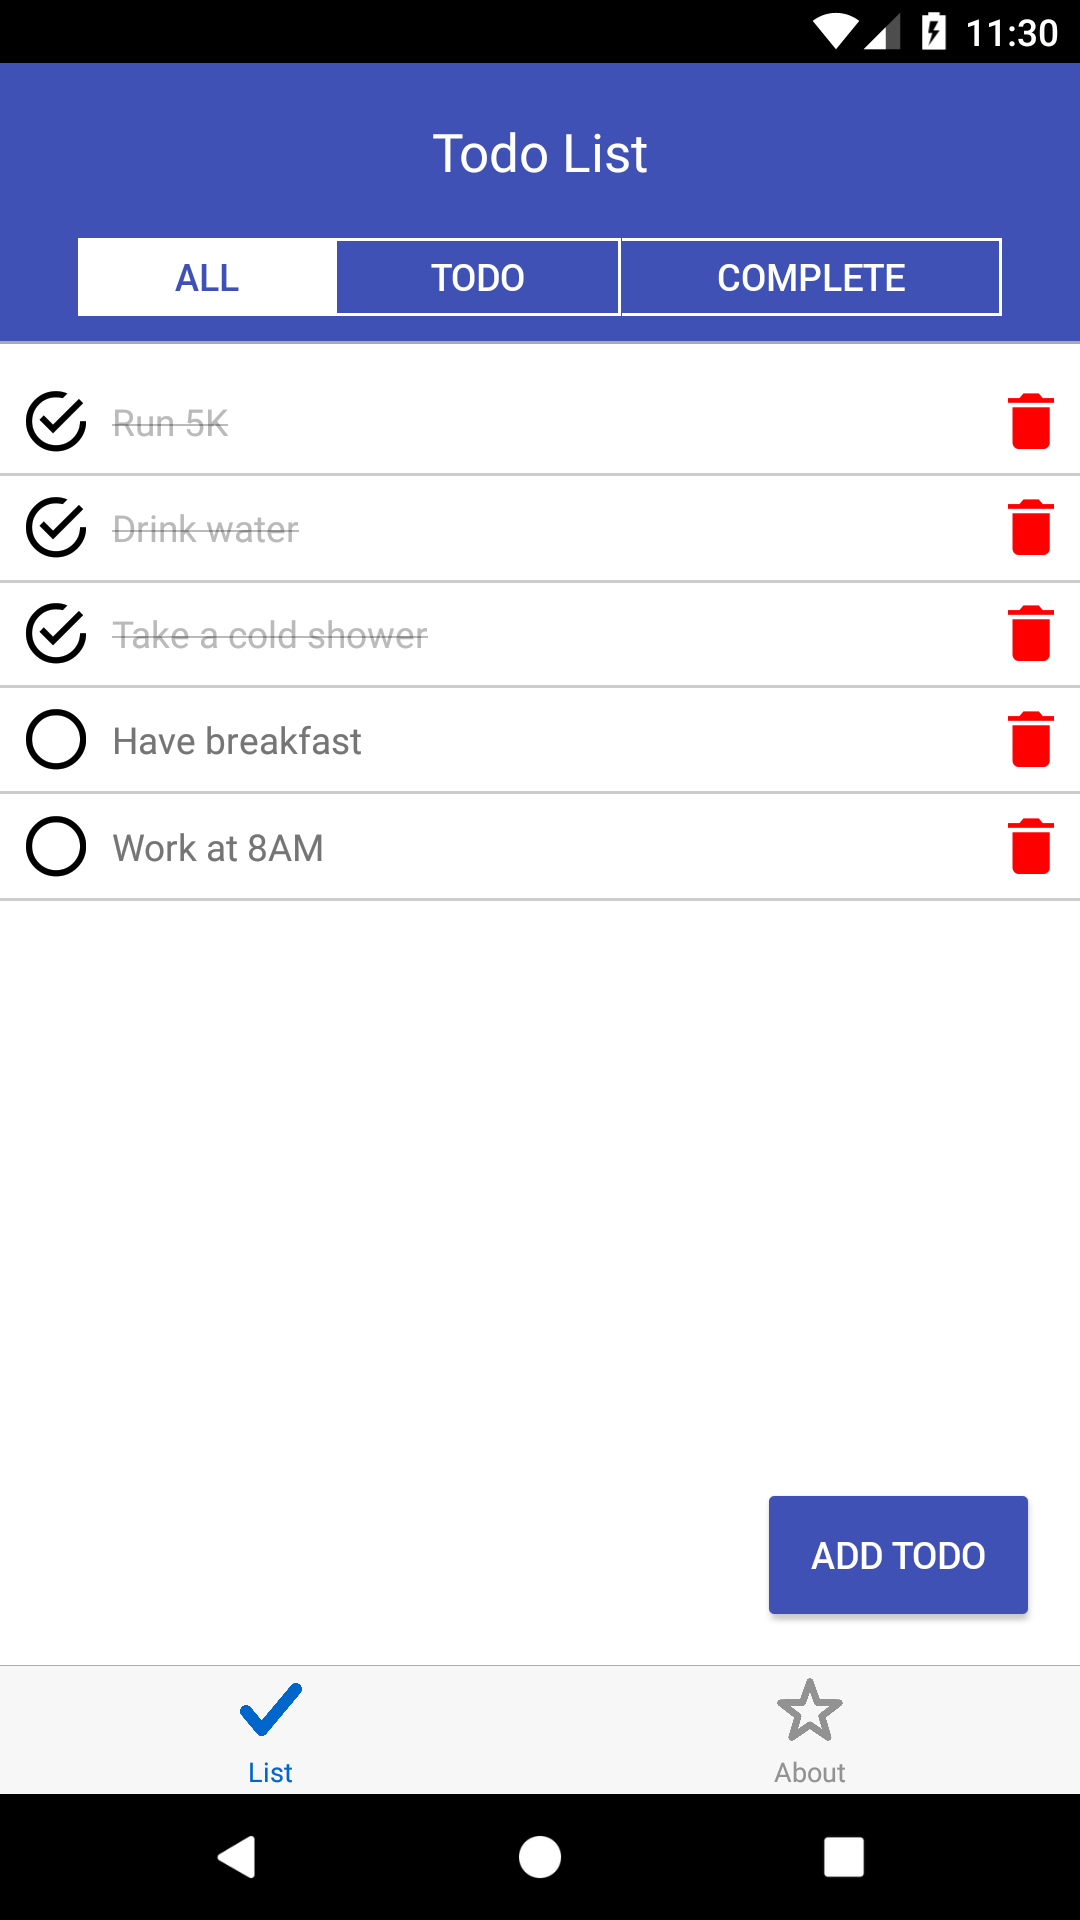 11:30
Todo List
ALL TODO COMPLETE
Run 5K
Drink water
Take a cold shower
Have breakfast
Work at 8AM
ADD TODO
List About